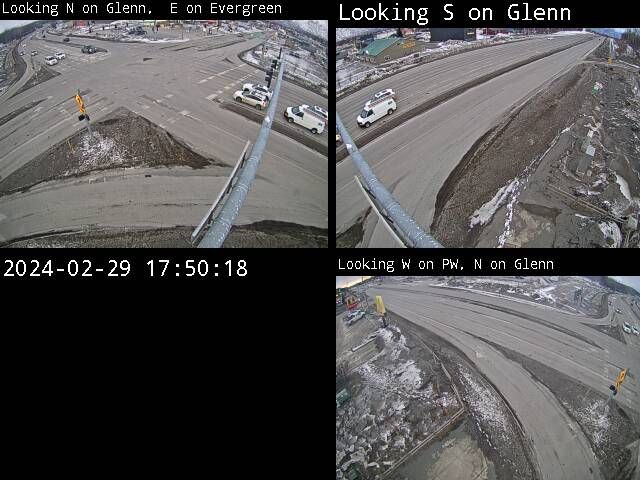 Looking N on Glenn,  E on Evergreen
Looking S on Glenn
2024-02-29 17:50:18
Looking W on PW, N on Glenn